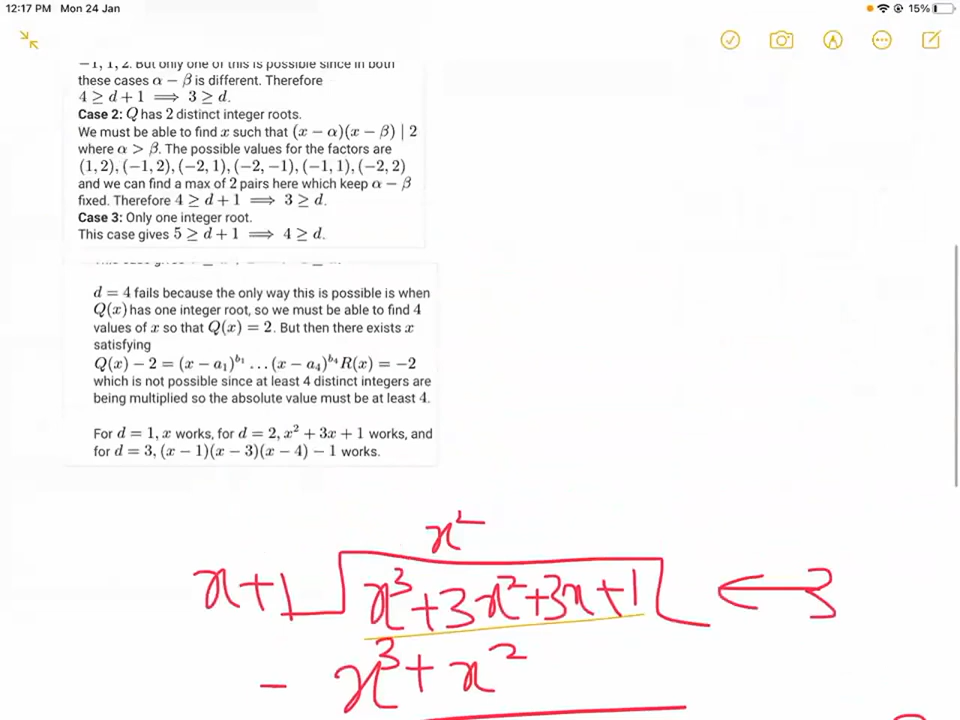 12:17 PM Mon 24 Jan
15%
−1, 1, 2. But only one of this is possible since in both
these cases α − β is different. Therefore
4 ≥ d + 1 ⟹ 3 ≥ d.
Case 2: Q has 2 distinct integer roots.
We must be able to find x such that (x − α)(x − β) | 2
where α > β. The possible values for the factors are
(1, 2), (−1, 2), (−2, 1), (−2, −1), (−1, 1), (−2, 2)
and we can find a max of 2 pairs here which keep α − β
fixed. Therefore 4 ≥ d + 1 ⟹ 3 ≥ d.
Case 3: Only one integer root.
This case gives 5 ≥ d + 1 ⟹ 4 ≥ d.
d = 4 fails because the only way this is possible is when
Q(x) has one integer root, so we must be able to find 4
values of x so that Q(x) = 2. But then there exists x
satisfying
Q(x) − 2 = (x − a₁)^b₁ … (x − a₄)^b₄ R(x) = −2
which is not possible since at least 4 distinct integers are
being multiplied so the absolute value must be at least 4.
For d = 1, x works, for d = 2, x² + 3x + 1 works, and
for d = 3, (x − 1)(x − 3)(x − 4) − 1 works.
x²
x+1 x³+3x²+3x+1 ← 3
− x³+x²